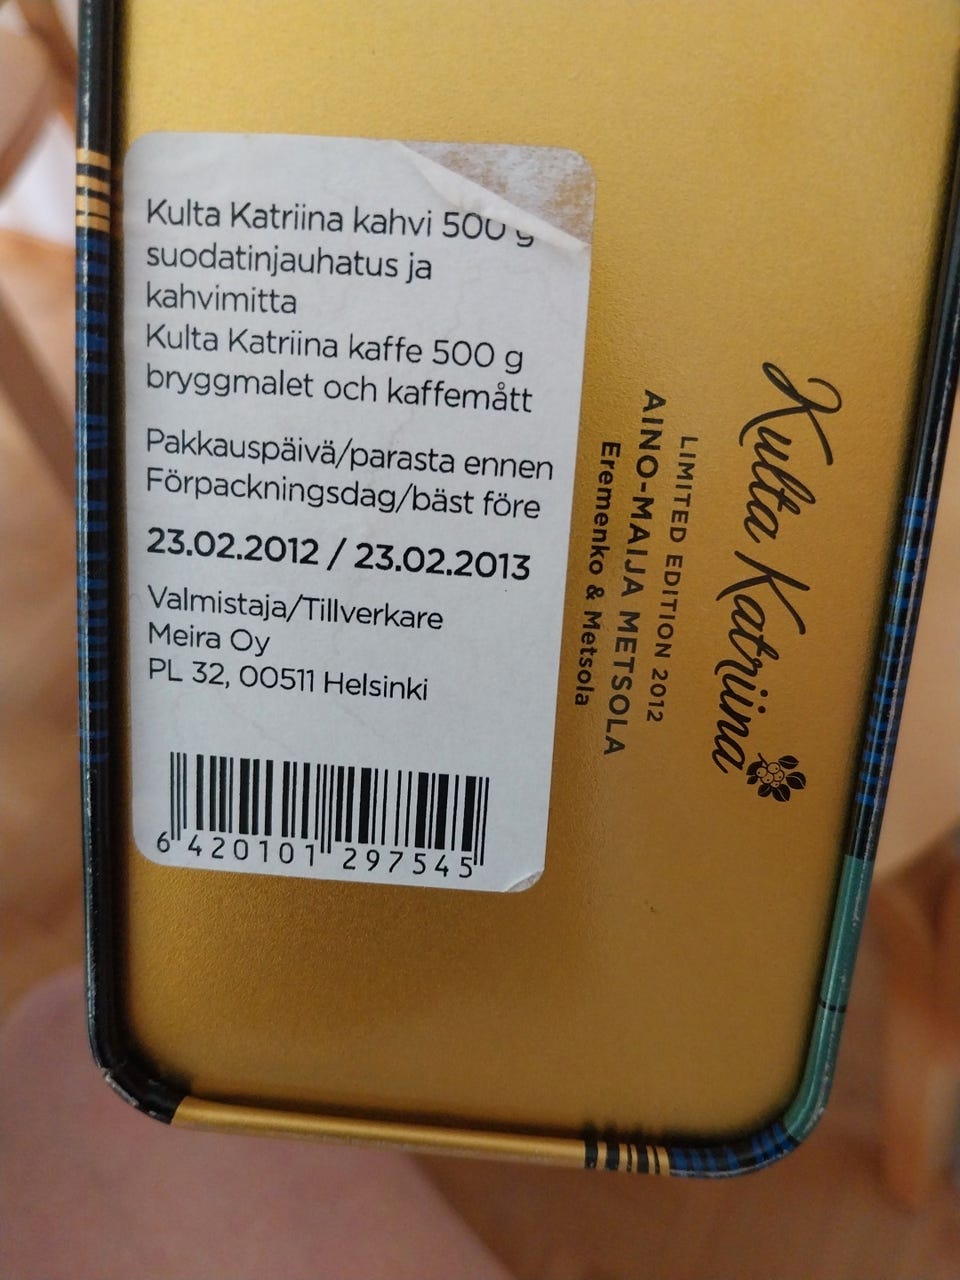 Kulta Katriina kahvi 500 g
suodatinjauhatus ja
kahvimitta
Kulta Katriina kaffe 500 g
bryggmalet och kaffemått
Pakkauspäivä/parasta ennen
Förpackningsdag/bäst före
23.02.2012 / 23.02.2013
Valmistaja/Tillverkare
Meira Oy
PL 32, 00511 Helsinki
6 420101 297545
Kulta Katriina
LIMITED EDITION 2012
AINO-MAIJA METSOLA
Eremenko & Metsola